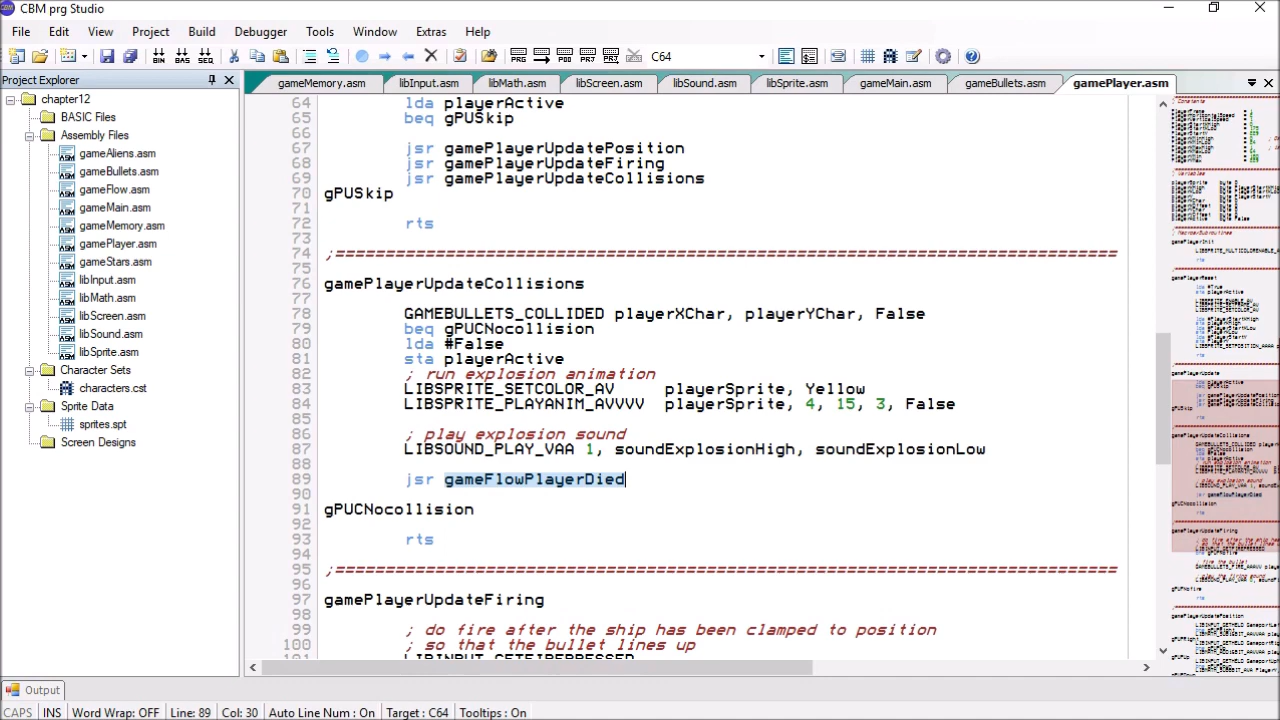 CBM prg Studio
File Edit View Project Build Debugger Tools Window Extras Help
BIN BAS SEQ PRG PRG C64
Project Explorer
chapter12
BASIC Files
Assembly Files
gameAliens.asm
gameBullets.asm
gameFlow.asm
gameMain.asm
gameMemory.asm
gamePlayer.asm
gameStars.asm
libInput.asm
libMath.asm
libScreen.asm
libSound.asm
libSprite.asm
Character Sets
characters.cst
Sprite Data
sprites.spt
Screen Designs
gameMemory.asm libInput.asm libMath.asm libScreen.asm libSound.asm libSprite.asm gameMain.asm gameBullets.asm gamePlayer.asm
64 lda playerActive
65 beq gPUSkip
66
67 jsr gamePlayerUpdatePosition
68 jsr gamePlayerUpdateFiring
69 jsr gamePlayerUpdateCollisions
70 gPUSkip
71
72 rts
73
74 ;===============================================================================
75
76 gamePlayerUpdateCollisions
77
78 GAMEBULLETS_COLLIDED playerXChar, playerYChar, False
79 beq gPUCNocollision
80 lda #False
81 sta playerActive
82 ; run explosion animation
83 LIBSPRITE_SETCOLOR_AV playerSprite, Yellow
84 LIBSPRITE_PLAYANIM_AVVVV playerSprite, 4, 15, 3, False
85
86 ; play explosion sound
87 LIBSOUND_PLAY_VAA 1, soundExplosionHigh, soundExplosionLow
88
89 jsr gameFlowPlayerDied
90
91 gPUCNocollision
92
93 rts
94
95 ;===============================================================================
96
97 gamePlayerUpdateFiring
98
99 ; do fire after the ship has been clamped to position
100 ; so that the bullet lines up
101 LIBINPUT_GETFIREPRESSED
Output
CAPS INS Word Wrap: OFF Line: 89 Col: 30 Auto Line Num : On Target : C64 Tooltips : On